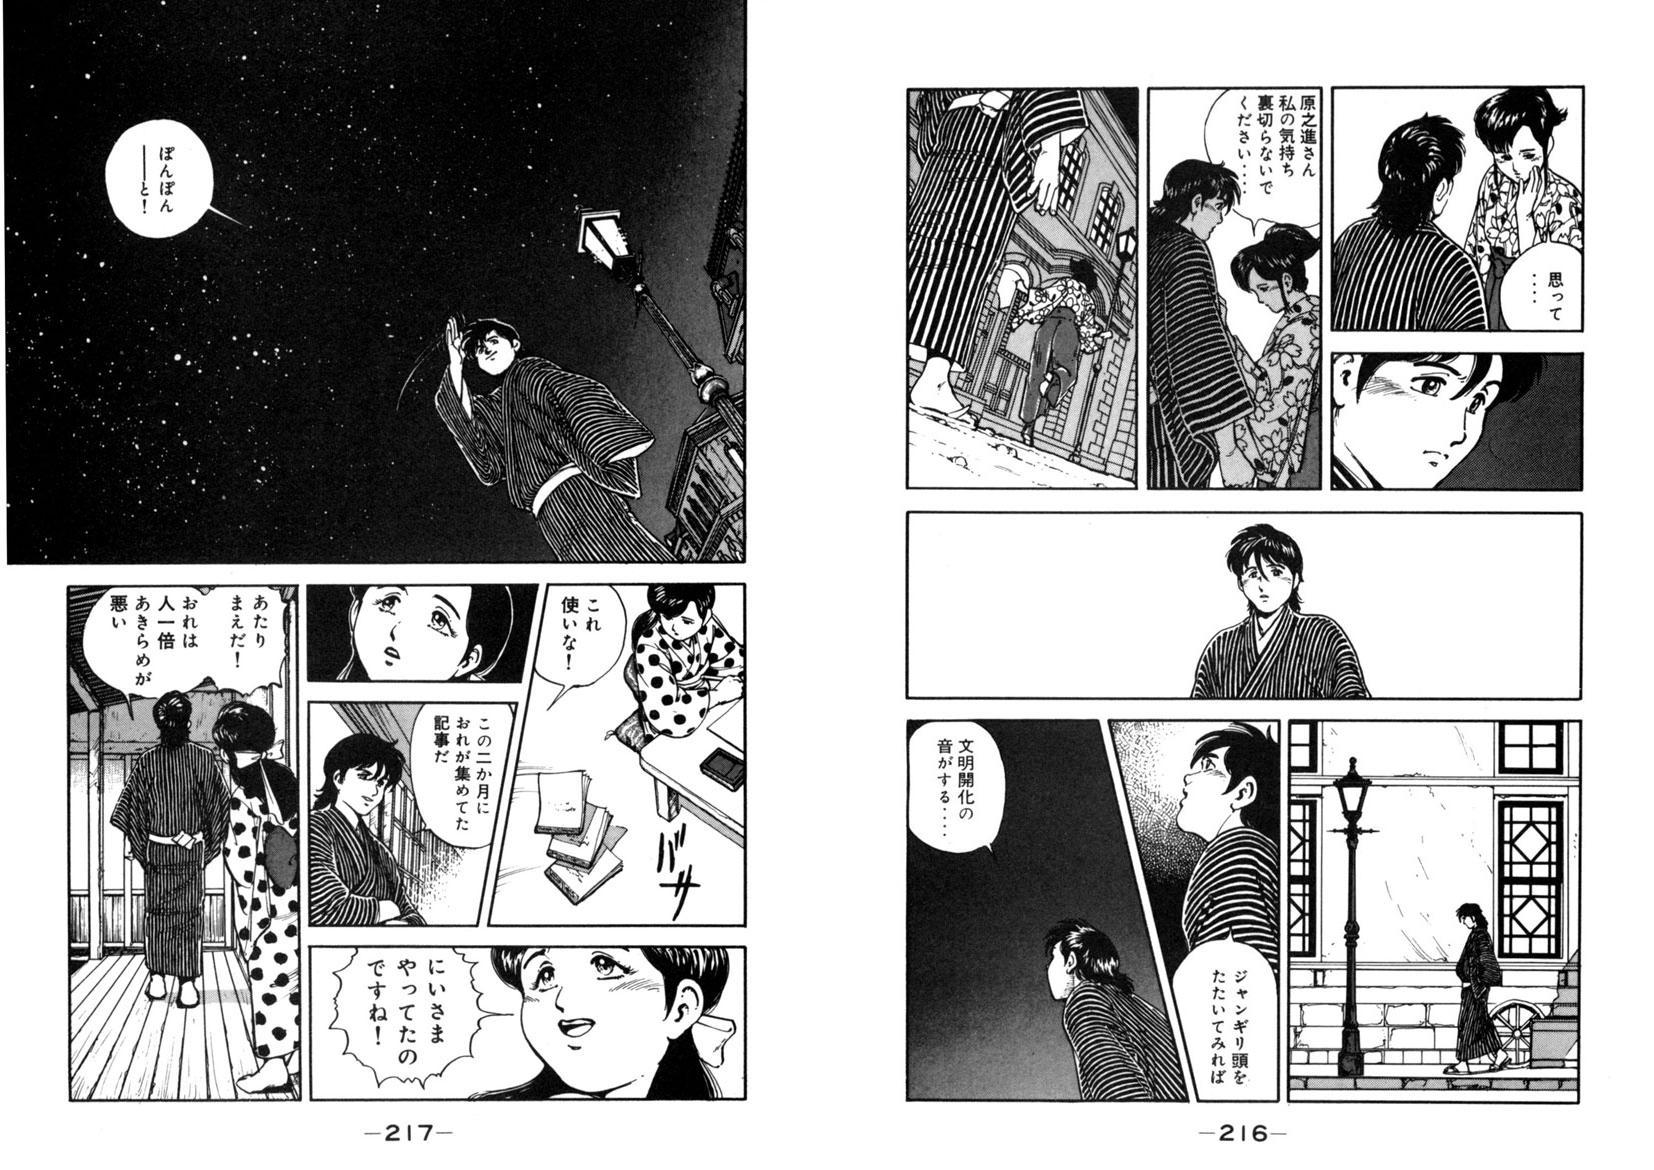 思って
‥‥
原之進さん
私の気持ち
裏切らないで
ください‥‥
ジャンギリ頭を
たたいてみれば
文明開化の
音がする‥‥
—216—
ぽんぽん
──と！
これ
使いな！
バサ
この二か月に
おれが集めてた
記事だ
にいさま
やってたの
ですね！
あたり
まえだ！
おれは
人一倍
あきらめが
悪い
—217—